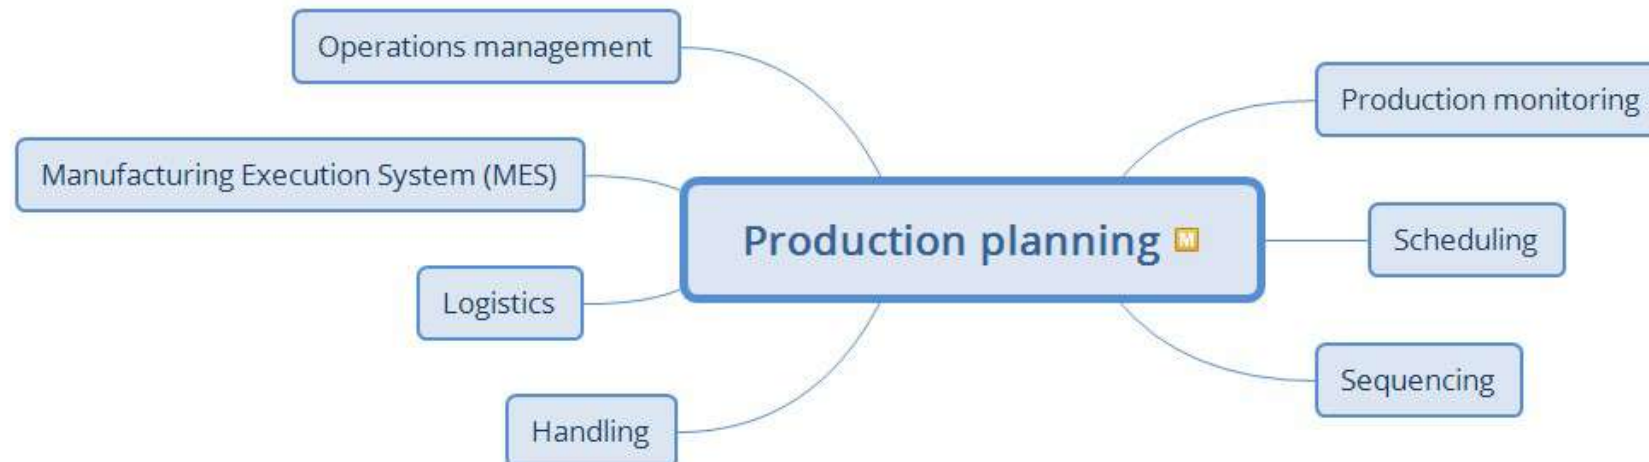 Operations management
Production monitoring
Manufacturing Execution System (MES)
Production planning M
Scheduling
Logistics
Sequencing
Handling